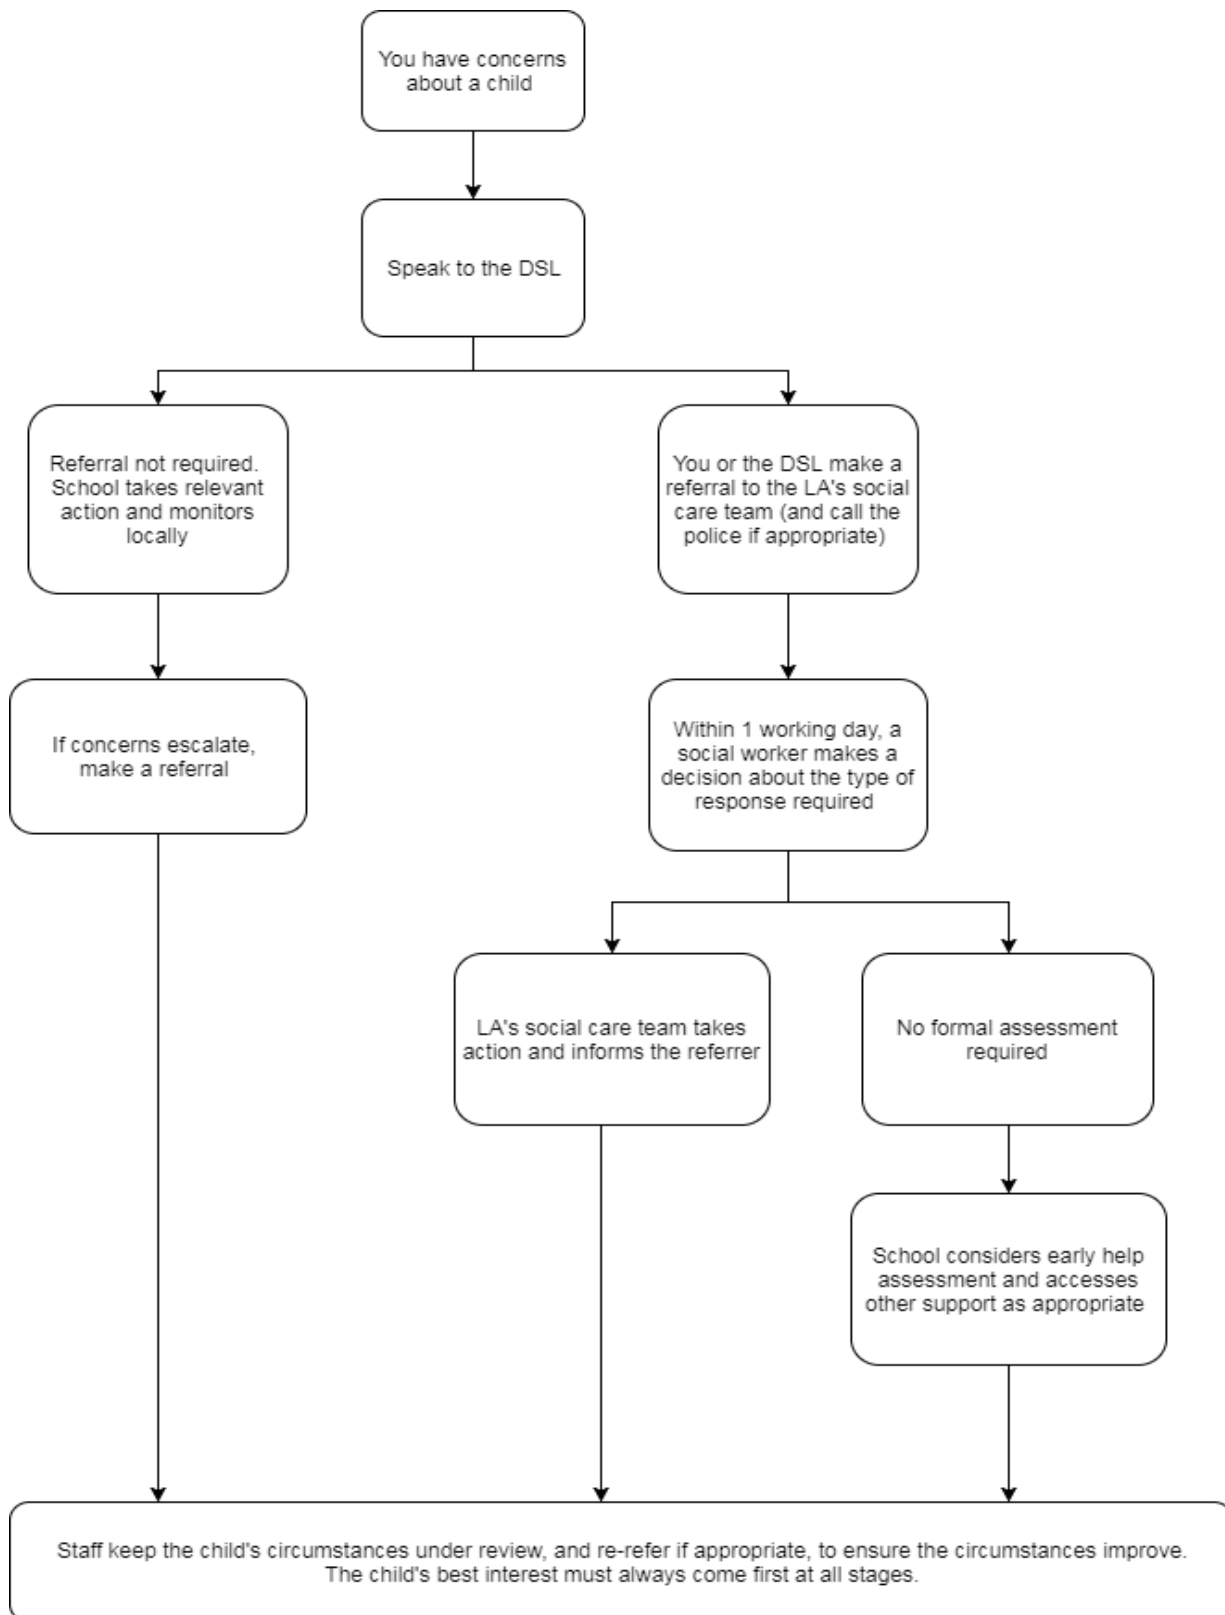 You have concerns
about a child
Speak to the DSL
Referral not required.
School takes relevant
action and monitors
locally
You or the DSL make a
referral to the LA's social
care team (and call the
police if appropriate)
If concerns escalate,
make a referral
Within 1 working day, a
social worker makes a
decision about the type of
response required
LA's social care team takes
action and informs the referrer
No formal assessment
required
School considers early help
assessment and accesses
other support as appropriate
Staff keep the child's circumstances under review, and re-refer if appropriate, to ensure the circumstances improve.
The child's best interest must always come first at all stages.